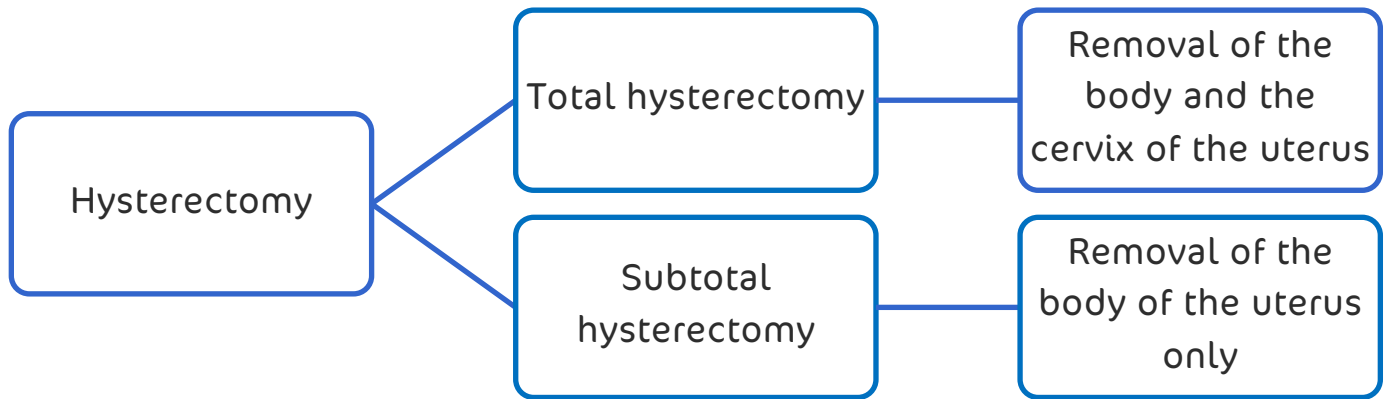 Hysterectomy
Total hysterectomy
Removal of the
body and the
cervix of the uterus
Subtotal
hysterectomy
Removal of the
body of the uterus
only